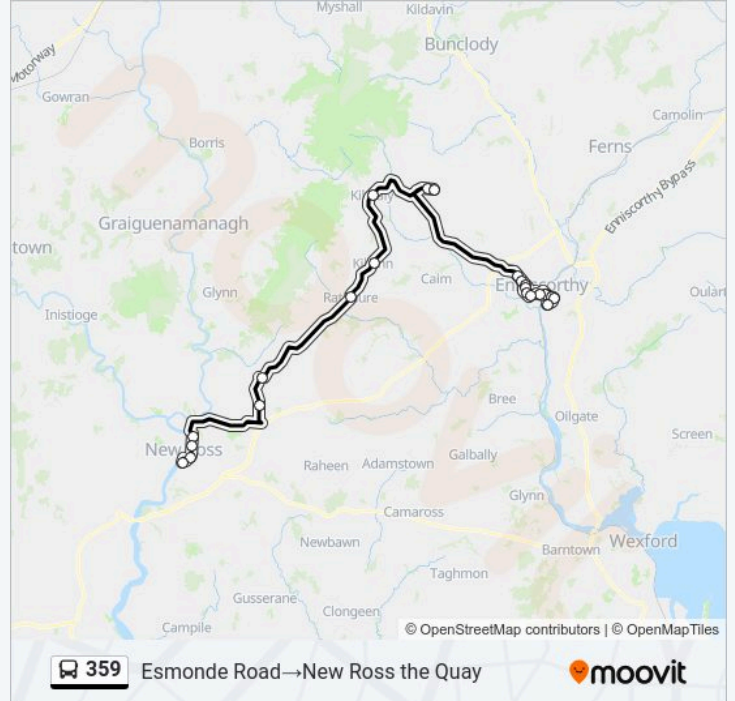 Myshall
Kildavin
Bunclody
Motorway
Gowran
Camolin
Borris
Ferns
Enniscorthy Bypass
Graiguenamanagh
town
Caim
Enniscorthy
Glynn
Oulart
Inistioge
Bree
Oilgate
Screen
New Ross
Galbally
Raheen
Adamstown
Glynn
Camaross
Newbawn
Wexford
Barntown
Taghmon
Gusserane
Clongeen
Campile
© OpenStreetMap contributors | © OpenMapTiles
359 Esmonde Road→New Ross the Quay
moovit